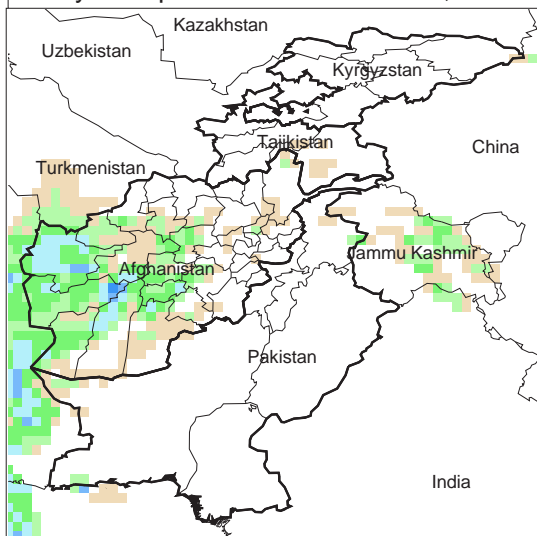 Kazakhstan
Uzbekistan
Kyrgyzstan
Tajikistan
China
Turkmenistan
Jammu Kashmir
Afghanistan
Pakistan
India